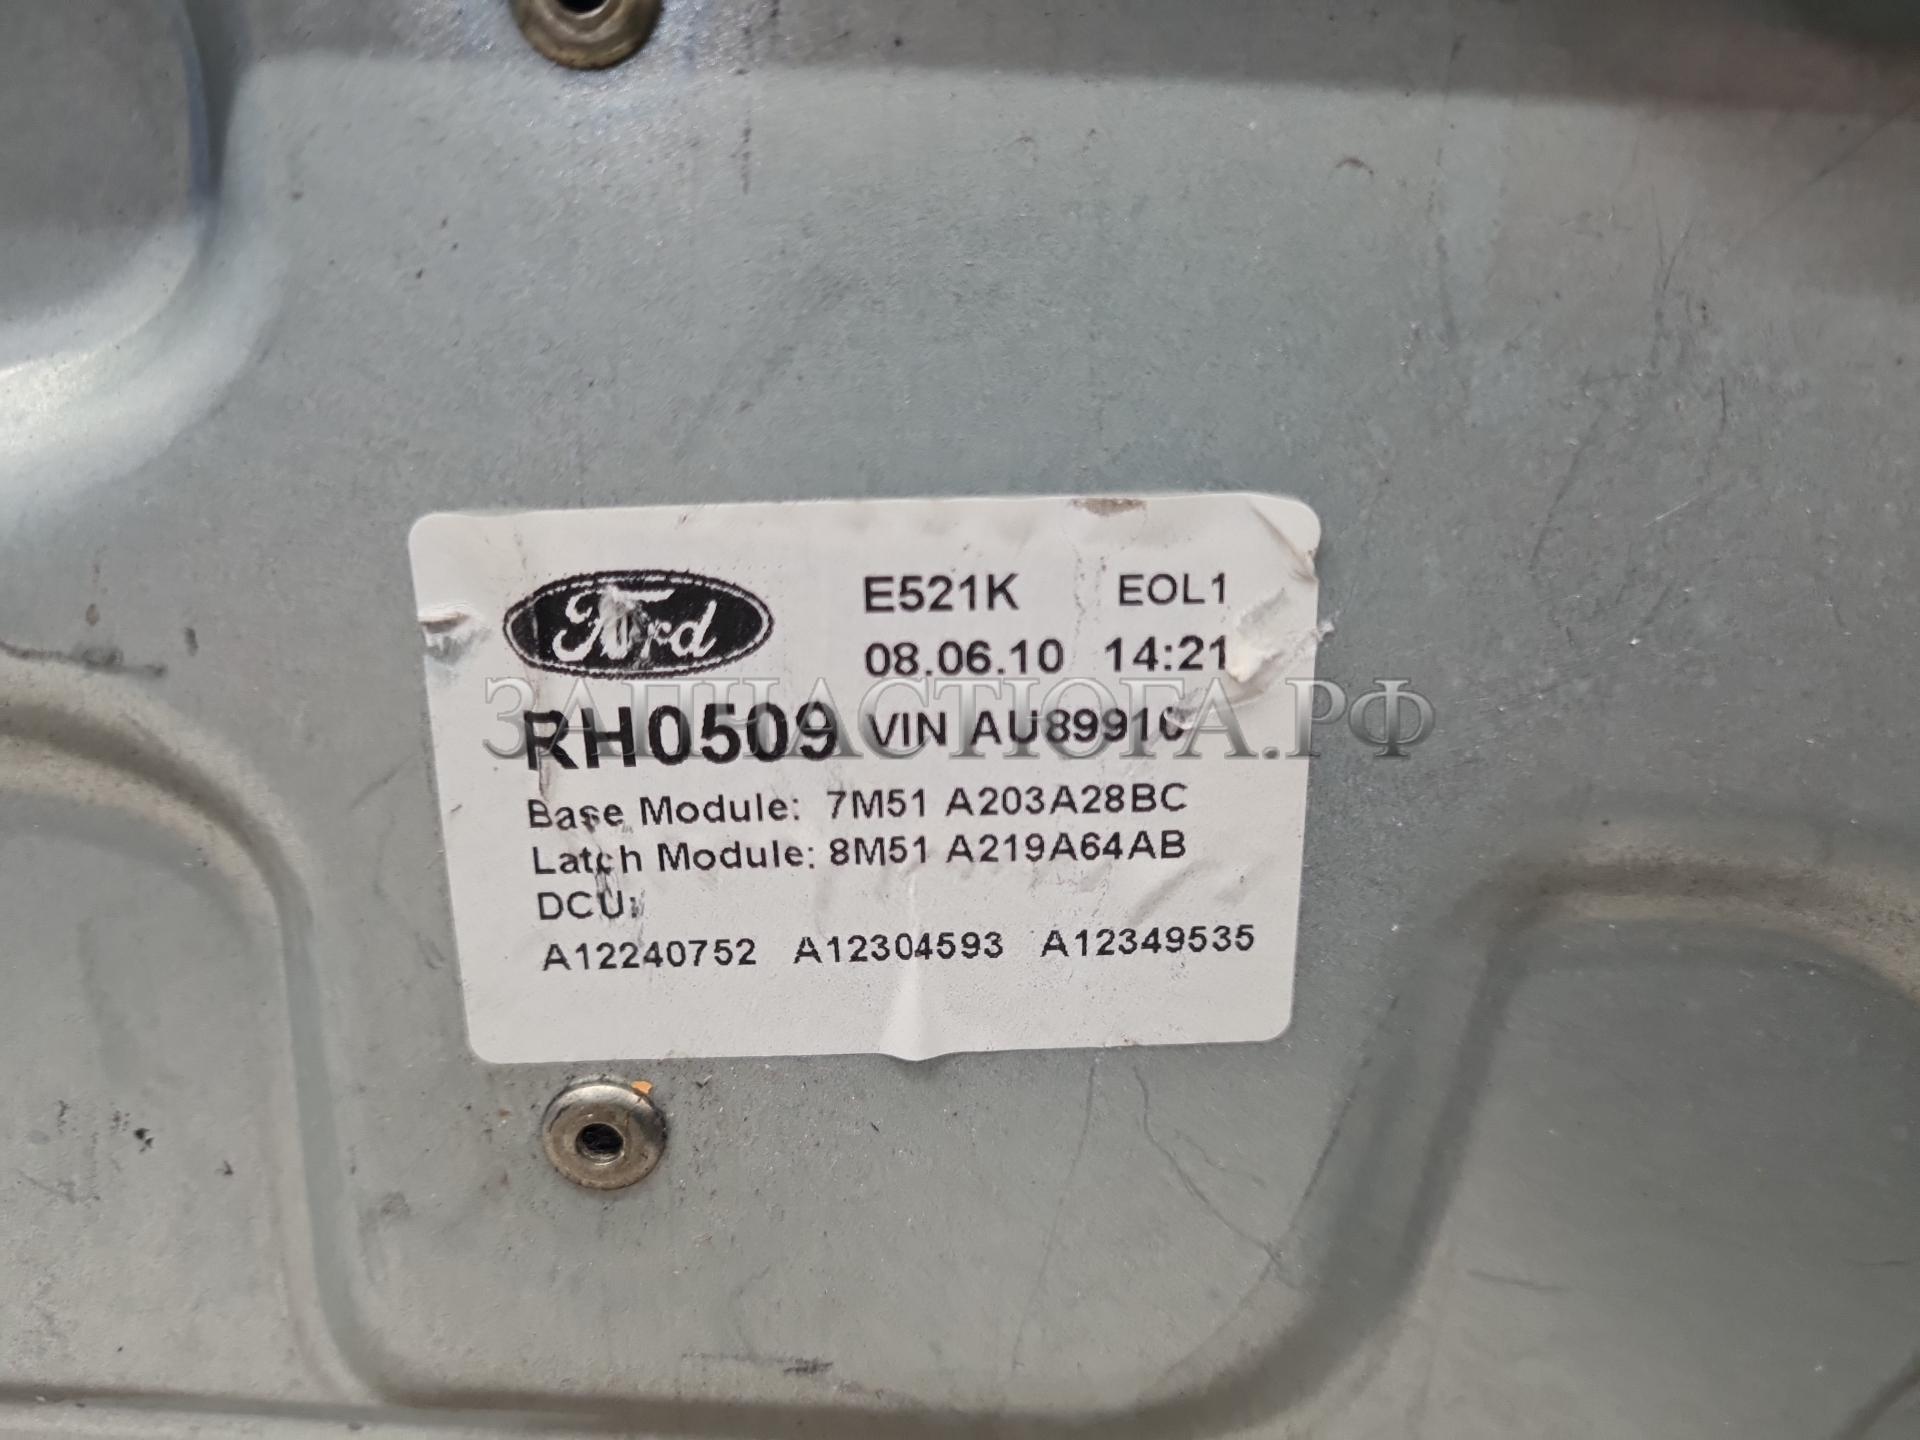 Ford
E521K EOL1
08.06.10 14:21
ЗАПЧАСТЮГА.РФ
RH0509 VIN AU89910
Base Module: 7M51 A203A28BC
Latch Module: 8M51 A219A64AB
DCU:
A12240752 A12304593 A12349535